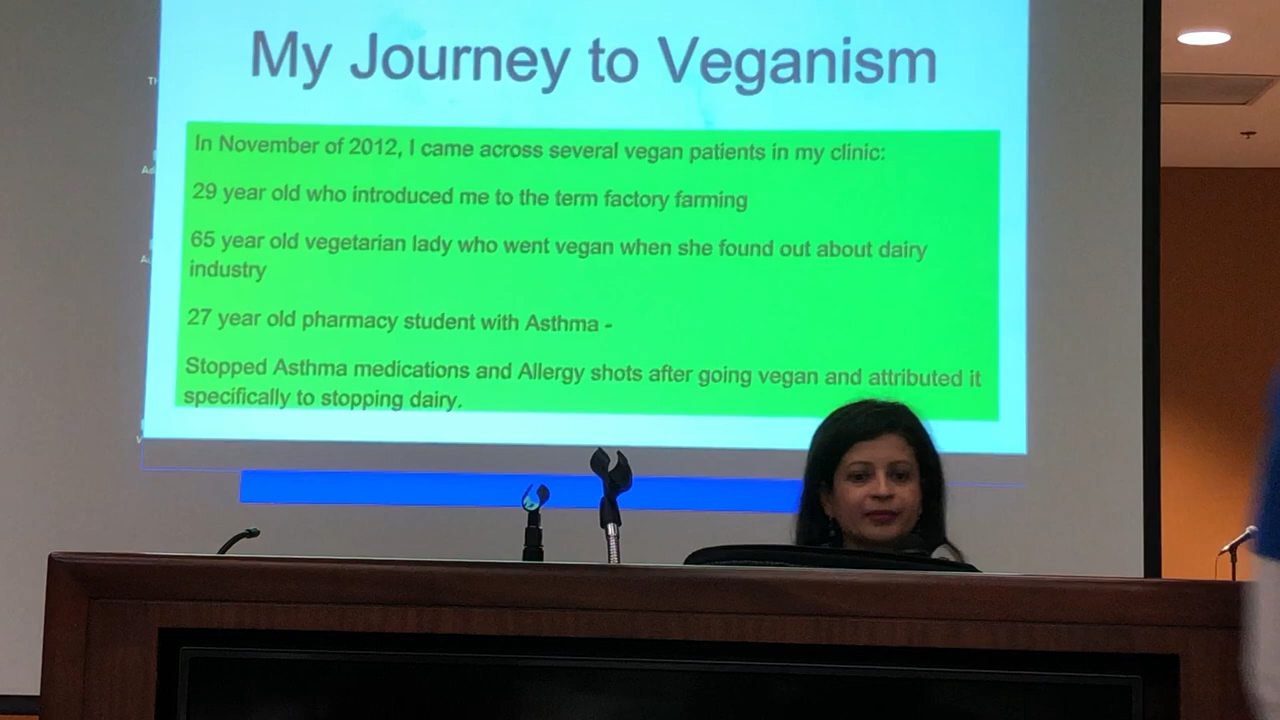 My Journey to Veganism
In November of 2012, I came across several vegan patients in my clinic:
29 year old who introduced me to the term factory farming
65 year old vegetarian lady who went vegan when she found out about dairy
industry
27 year old pharmacy student with Asthma -
Stopped Asthma medications and Allergy shots after going vegan and attributed it
specifically to stopping dairy.